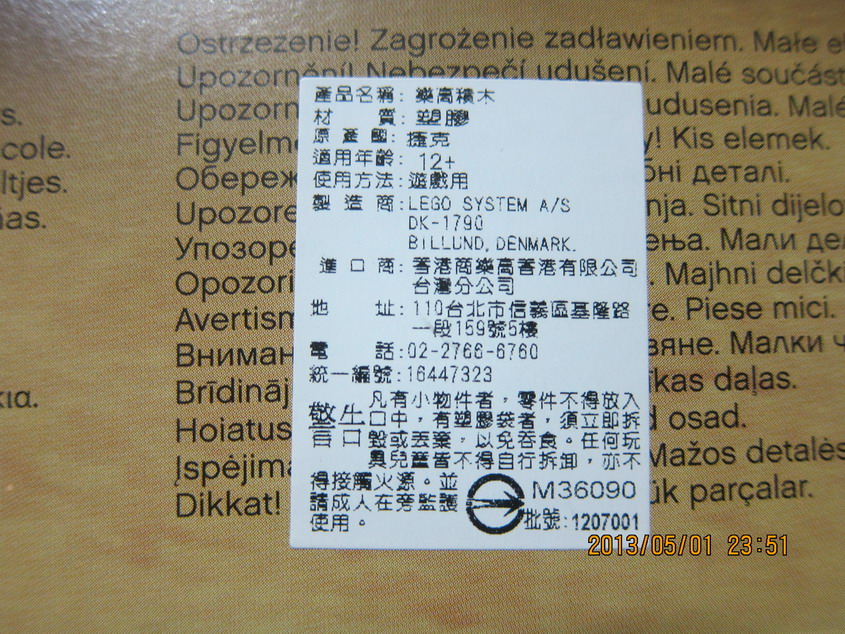 Ostrzezenie! Zagrożenie zadławieniem. Małe
Upozornění! Nebezpečí udušení. Malé součást
Upozorn
udusenia. Malé
s.
cole.
ltjes.
ñas.
κια.
Figyelme
y! Kis elemek.
Обереж
бні деталі.
Upozore
nja. Sitni dijelo
Упозоре
ења. Мали де
Opozori
. Majhni delčki
Avertism
re. Piese mici.
Вниман
вяне. Малки ч
Brīdināj
īkas daļas.
Hoiatus
d osad.
Įspėjima
Mažos detalės
Dikkat!
ük parçalar.
產品名稱:樂高積木
材 質:塑膠
原產國:捷克
適用年齡:12+
使用方法:遊戲用
製造商:LEGO SYSTEM A/S
DK-1790
BILLUND, DENMARK.
進口商:香港商樂高香港有限公司
台灣分公司
地 址:110台北市信義區基隆路
一段159號5樓
電 話:02-2766-6760
統一編號:16447323
警告 凡有小物件者,零件不得放入
口中,有塑膠袋者,須立即拆
毀或丟棄,以免吞食。任何玩
具兒童皆不得自行拆卸,亦不
得接觸火源。並
請成人在旁監護
使用。
M36090
批號:1207001
2013/05/01 23:51